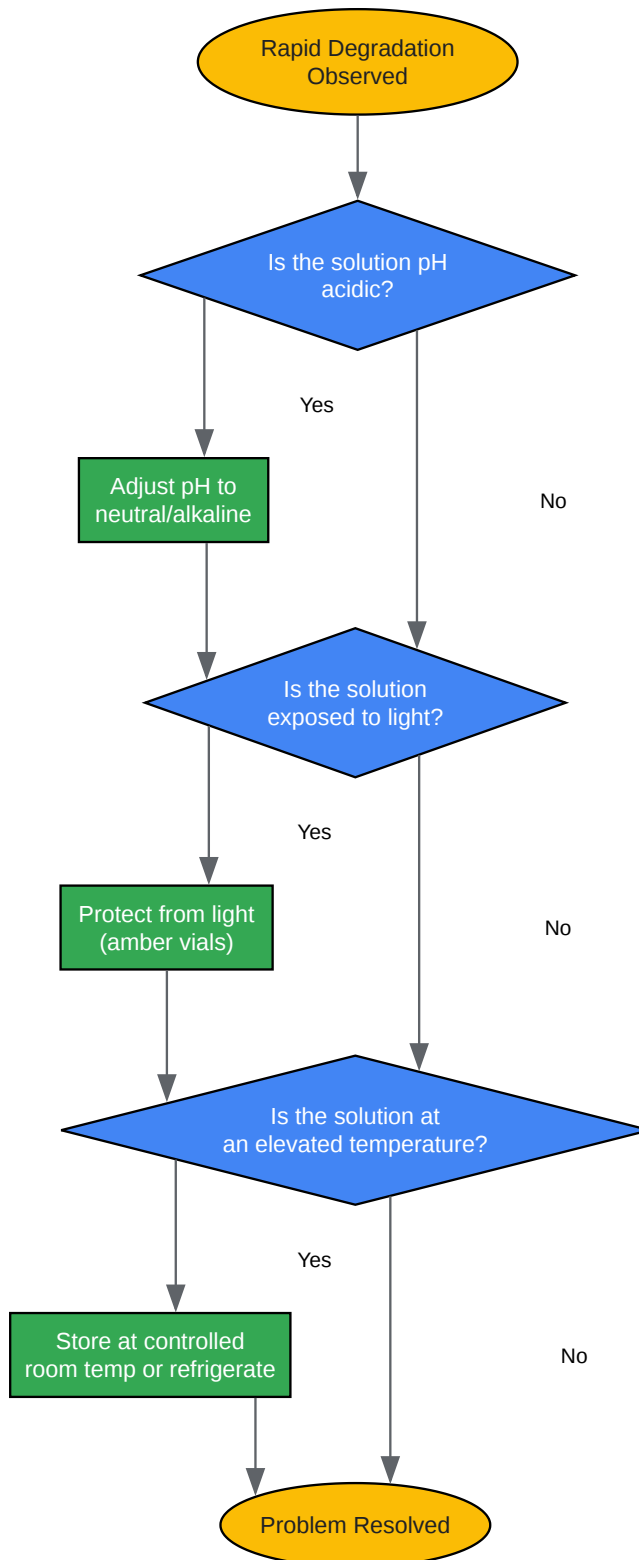 Rapid Degradation
Observed
Is the solution pH
acidic?
Yes
Adjust pH to
neutral/alkaline
No
Is the solution
exposed to light?
Yes
Protect from light
(amber vials)
No
Is the solution at
an elevated temperature?
Yes
Store at controlled
room temp or refrigerate
No
Problem Resolved